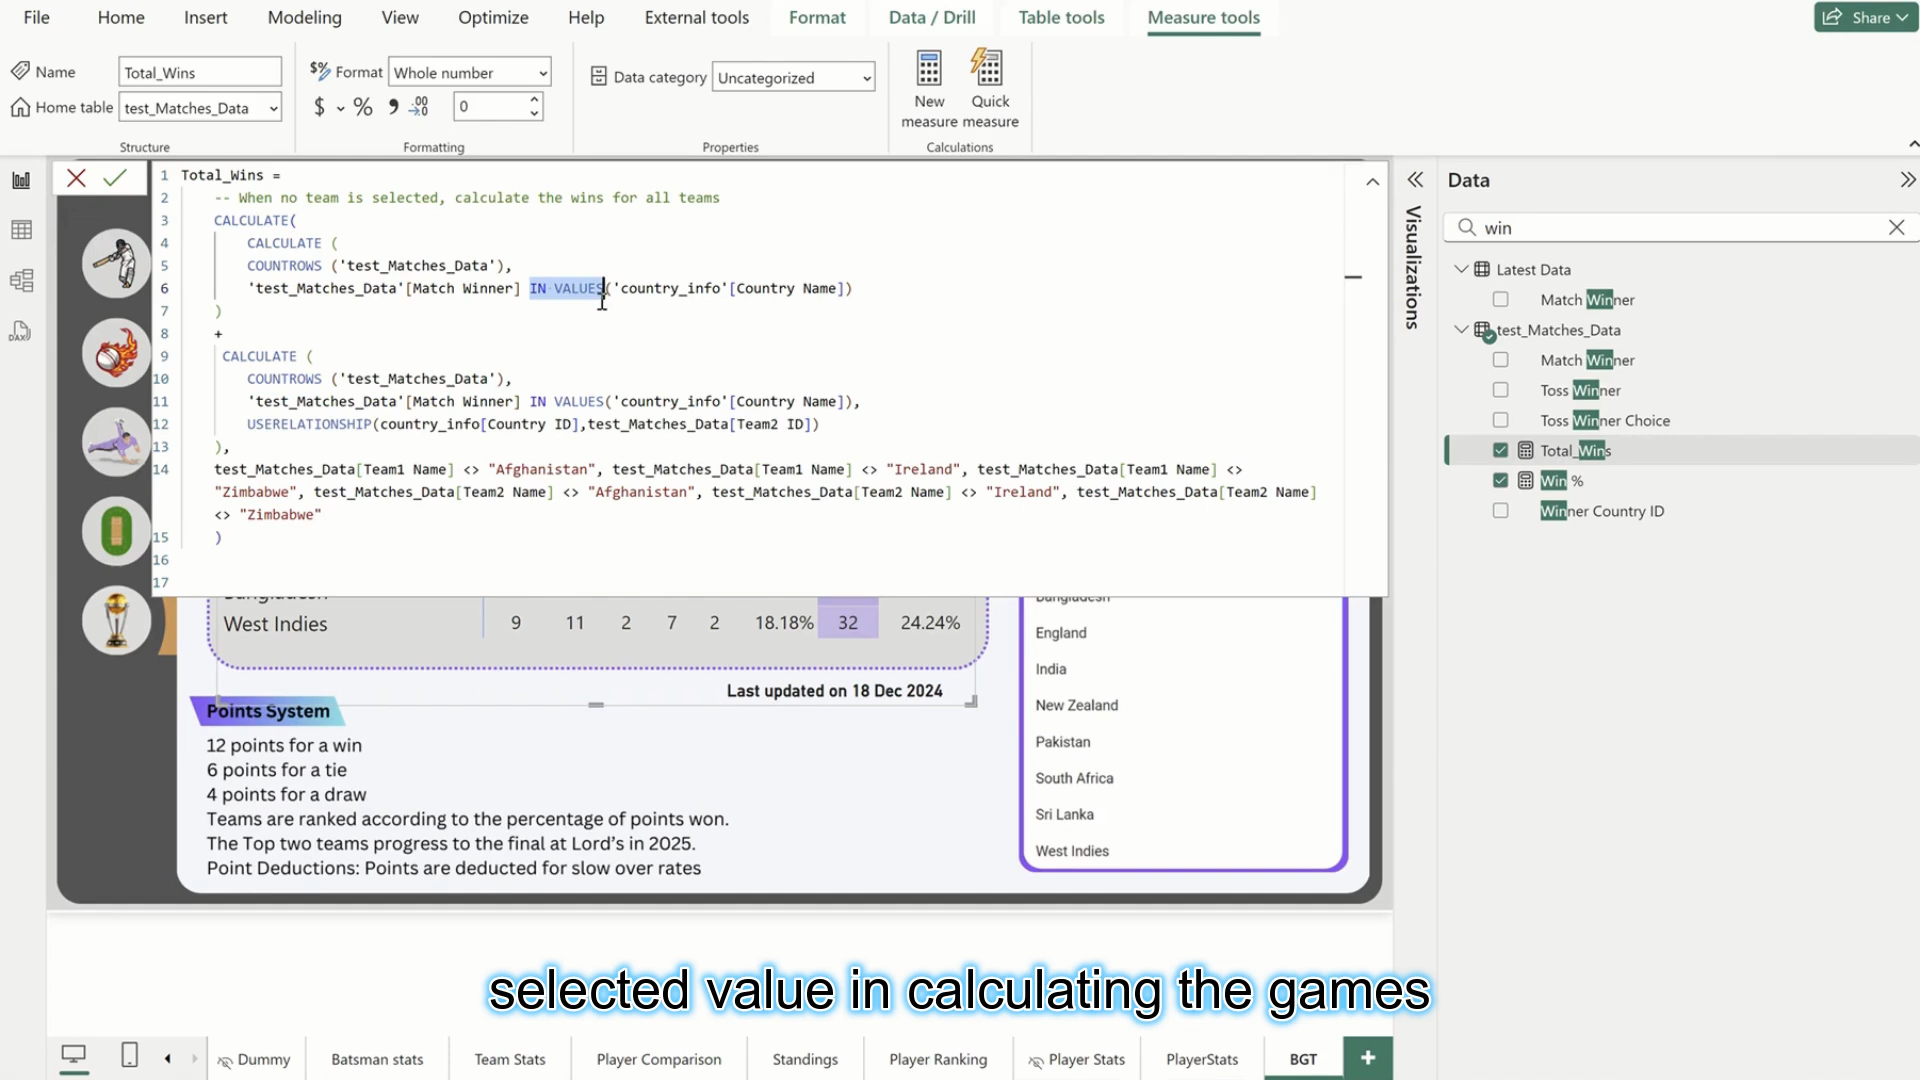 File Home Insert Modeling View Optimize Help External tools Format Data / Drill Table tools Measure tools Share
Name Total_Wins $% Format Whole number Data category Uncategorized New measure Quick measure
Home table test_Matches_Data $ % 9 .00 →0 0
Structure Formatting Properties Calculations
1 Total_Wins =
2 -- When no team is selected, calculate the wins for all teams
3 CALCULATE(
4 CALCULATE (
5 COUNTROWS ('test_Matches_Data'),
6 'test_Matches_Data'[Match Winner] IN VALUES('country_info'[Country Name])
7 )
8 +
9 CALCULATE (
10 COUNTROWS ('test_Matches_Data'),
11 'test_Matches_Data'[Match Winner] IN VALUES('country_info'[Country Name]),
12 USERELATIONSHIP(country_info[Country ID],test_Matches_Data[Team2 ID])
13 ),
14 test_Matches_Data[Team1 Name] <> "Afghanistan", test_Matches_Data[Team1 Name] <> "Ireland", test_Matches_Data[Team1 Name] <>
"Zimbabwe", test_Matches_Data[Team2 Name] <> "Afghanistan", test_Matches_Data[Team2 Name] <> "Ireland", test_Matches_Data[Team2 Name]
<> "Zimbabwe"
15 )
16
17
Bangladesh
West Indies 9 11 2 7 2 18.18% 32 24.24%
Last updated on 18 Dec 2024
Points System
12 points for a win
6 points for a tie
4 points for a draw
Teams are ranked according to the percentage of points won.
The Top two teams progress to the final at Lord's in 2025.
Point Deductions: Points are deducted for slow over rates
Bangladesh
England
India
New Zealand
Pakistan
South Africa
Sri Lanka
West Indies
Visualizations
Data
win
Latest Data
Match Winner
test_Matches_Data
Match Winner
Toss Winner
Toss Winner Choice
Total_Wins
Win %
Winner Country ID
DAX
selected value in calculating the games
Dummy Batsman stats Team Stats Player Comparison Standings Player Ranking Player Stats PlayerStats BGT +